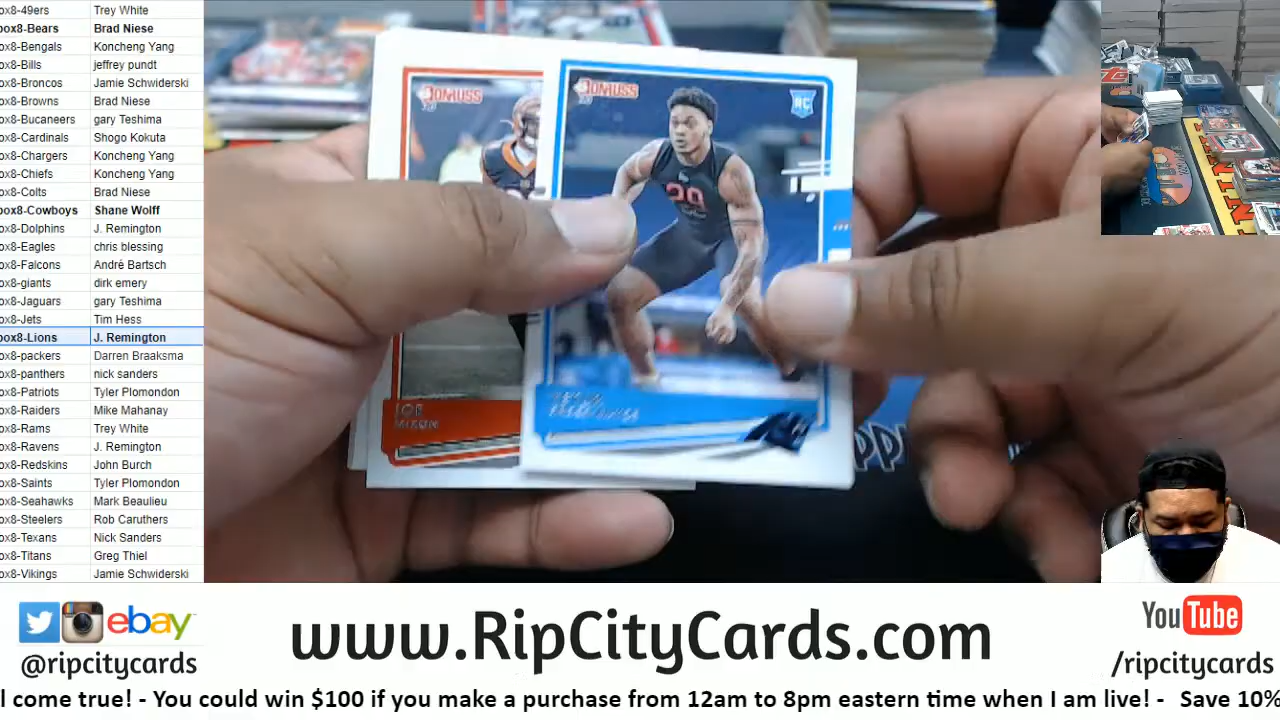 ox8-49ers Trey White
box8-Bears Brad Niese
ox8-Bengals Koncheng Yang
ox8-Bills jeffrey pundt
ox8-Broncos Jamie Schwiderski
ox8-Browns Brad Niese
ox8-Bucaneers gary Teshima
ox8-Cardinals Shogo Kokuta
ox8-Chargers Koncheng Yang
ox8-Chiefs Koncheng Yang
ox8-Colts Brad Niese
box8-Cowboys Shane Wolff
ox8-Dolphins J. Remington
ox8-Eagles chris blessing
ox8-Falcons André Bartsch
ox8-giants dirk emery
ox8-Jaguars gary Teshima
ox8-Jets Tim Hess
box8-Lions J. Remington
ox8-packers Darren Braaksma
ox8-panthers nick sanders
ox8-Patriots Tyler Plomondon
ox8-Raiders Mike Mahanay
ox8-Rams Trey White
ox8-Ravens J. Remington
ox8-Redskins John Burch
ox8-Saints Tyler Plomondon
ox8-Seahawks Mark Beaulieu
ox8-Steelers Rob Caruthers
ox8-Texans Nick Sanders
ox8-Titans Greg Thiel
ox8-Vikings Jamie Schwiderski
DONRUSS
JOE
MIXON
DONRUSS
RC
20
ebay
@ripcitycards
www.RipCityCards.com
YouTube
/ripcitycards
l come true! - You could win $100 if you make a purchase from 12am to 8pm eastern time when I am live! - Save 10%